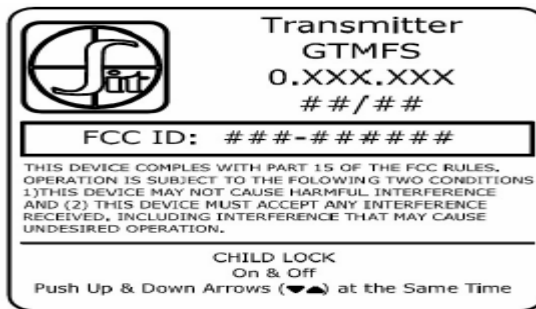 Sit
Transmitter
GTMFS
0.XXX.XXX
##/##
FCC ID: ###-######
THIS DEVICE COMPLES WITH PART 15 OF THE FCC RULES.
OPERATION IS SUBJECT TO THE FOLOWING TWO CONDITIONS
1)THIS DEVICE MAY NOT CAUSE HARMFUL INTERFERENCE
AND (2) THIS DEVICE MUST ACCEPT ANY INTERFERENCE
RECEIVED, INCLUDING INTERFERENCE THAT MAY CAUSE
UNDESIRED OPERATION.
CHILD LOCK
On & Off
Push Up & Down Arrows (▼▲) at the Same Time